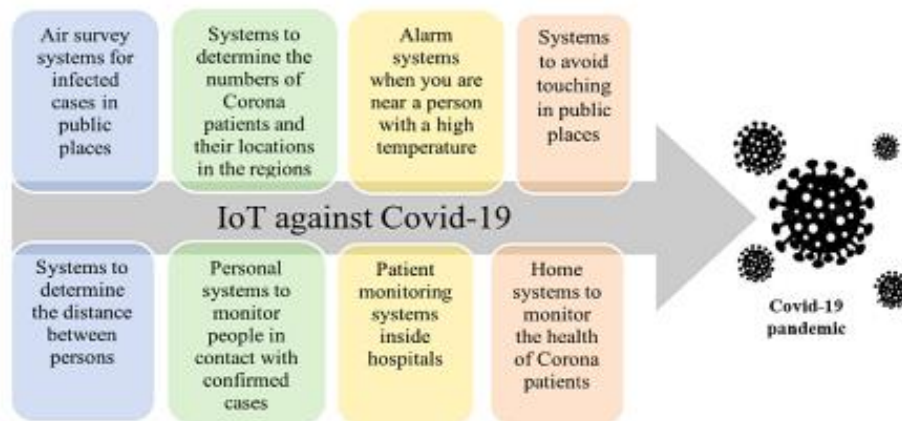 Air survey
systems for
infected
cases in
public
places
Systems to
determine the
numbers of
Corona
patients and
their locations
in the regions
Alarm
systems
when you are
near a person
with a high
temperature
Systems
to avoid
touching
in public
places
IoT against Covid-19
Systems to
determine
the distance
between
persons
Personal
systems to
monitor
people in
contact with
confirmed
cases
Patient
monitoring
systems
inside
hospitals
Home
systems to
monitor
the health
of Corona
patients
Covid-19
pandemic